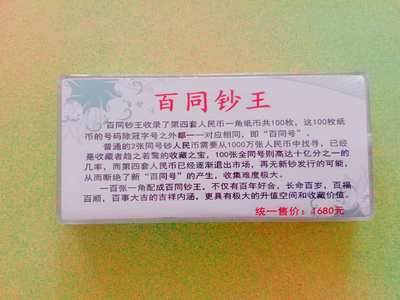 百同钞王
百同钞王收录了第四套人民币一角纸币共100枚，这100枚纸
币的号码除冠字号之外都一一对应相同，即“百同号”。
普通的2张同号钞人民币需要从1000万张人民币中找寻，已经
是收藏者趋之若鹜的收藏之宝，100张全同号则高达十亿分之一的
几率，而第四套人民币已经逐渐退出市场，再无新钞发行的可能，
从而断绝了新“百同号”的产生，收集难度极大。
一百张一角配成百同钞王，不仅有百年好合，长命百岁，百福
百顺，百事大吉的吉祥内涵，更具有极大的升值空间和收藏价值。
统一售价：1680元